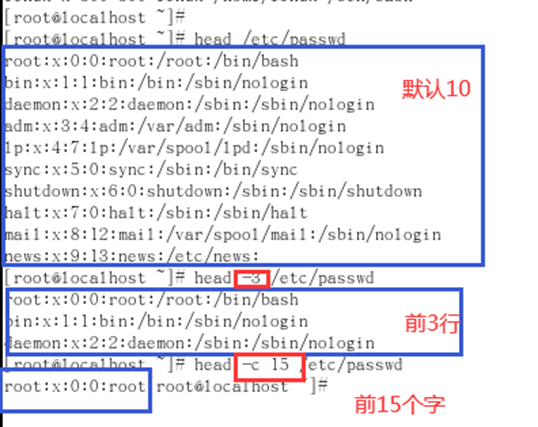 [root@localhost ~]#
[root@localhost ~]# head /etc/passwd
root:x:0:0:root:/root:/bin/bash
bin:x:1:1:bin:/bin:/sbin/nologin
daemon:x:2:2:daemon:/sbin:/sbin/nologin
默认10
adm:x:3:4:adm:/var/adm:/sbin/nologin
lp:x:4:7:lp:/var/spool/lpd:/sbin/nologin
sync:x:5:0:sync:/sbin:/bin/sync
shutdown:x:6:0:shutdown:/sbin:/sbin/shutdown
halt:x:7:0:halt:/sbin:/sbin/halt
mail:x:8:12:mail:/var/spool/mail:/sbin/nologin
news:x:9:13:news:/etc/news:
[root@localhost ~]# head -3 /etc/passwd
root:x:0:0:root:/root:/bin/bash
bin:x:1:1:bin:/bin:/sbin/nologin
前3行
daemon:x:2:2:daemon:/sbin:/sbin/nologin
[root@localhost ~]# head -c 15 /etc/passwd
root:x:0:0:root root@localhost ~]#
前15个字